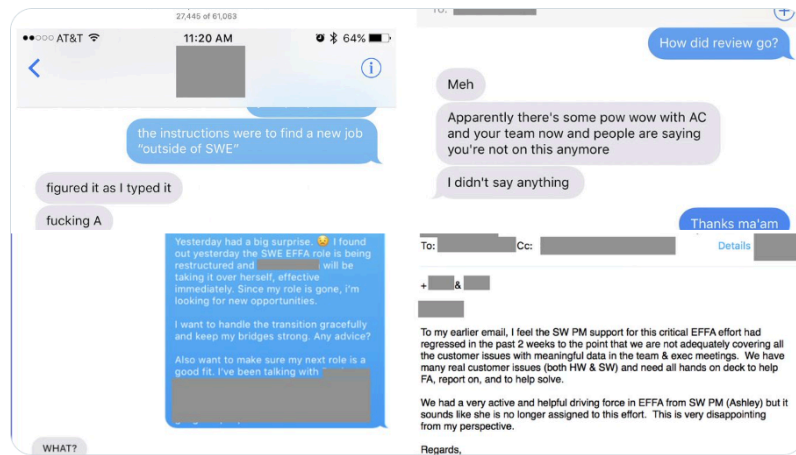 27,445 of 61,063
AT&T
11:20 AM
64%
the instructions were to find a new job
"outside of SWE"
figured it as I typed it
fucking A
Yesterday had a big surprise. 😟 I found
out yesterday the SWE EFFA role is being
restructured and will be
taking it over herself, effective
immediately. Since my role is gone, i'm
looking for new opportunities.
I want to handle the transition gracefully
and keep my bridges strong. Any advice?
Also want to make sure my next role is a
good fit. I've been talking with
WHAT?
How did review go?
Meh
Apparently there's some pow wow with AC
and your team now and people are saying
you're not on this anymore
I didn't say anything
Thanks ma'am
To: Cc: Details
+ &
To my earlier email, I feel the SW PM support for this critical EFFA effort had
regressed in the past 2 weeks to the point that we are not adequately covering all
the customer issues with meaningful data in the team & exec meetings. We have
many real customer issues (both HW & SW) and need all hands on deck to help
FA, report on, and to help solve.
We had a very active and helpful driving force in EFFA from SW PM (Ashley) but it
sounds like she is no longer assigned to this effort. This is very disappointing
from my perspective.
Regards,